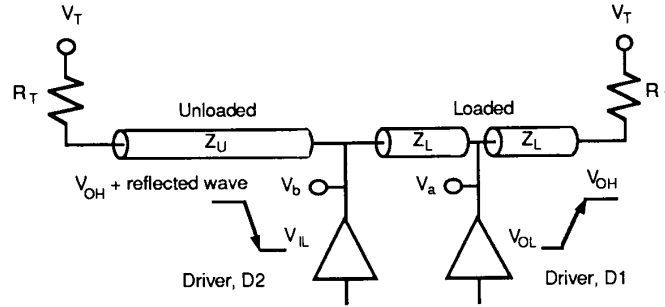 V_T
V_T
R_T
R
Unloaded
Loaded
Z_U
Z_L
Z_L
V_OH + reflected wave
V_b
V_a
V_OH
V_IL
V_OL
Driver, D2
Driver, D1